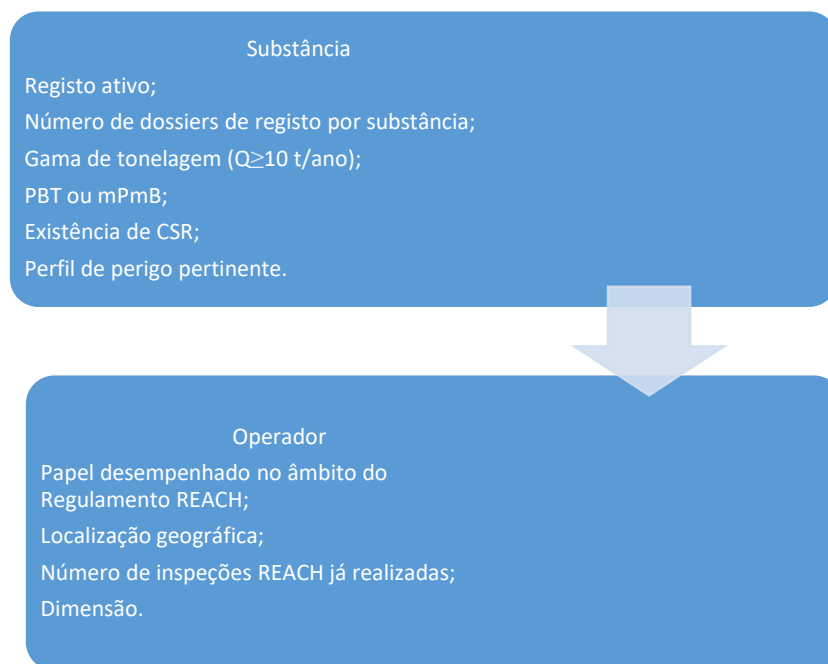 Substância
Registo ativo;
Número de dossiers de registo por substância;
Gama de tonelagem (Q≥10 t/ano);
PBT ou mPmB;
Existência de CSR;
Perfil de perigo pertinente.
Operador
Papel desempenhado no âmbito do
Regulamento REACH;
Localização geográfica;
Número de inspeções REACH já realizadas;
Dimensão.